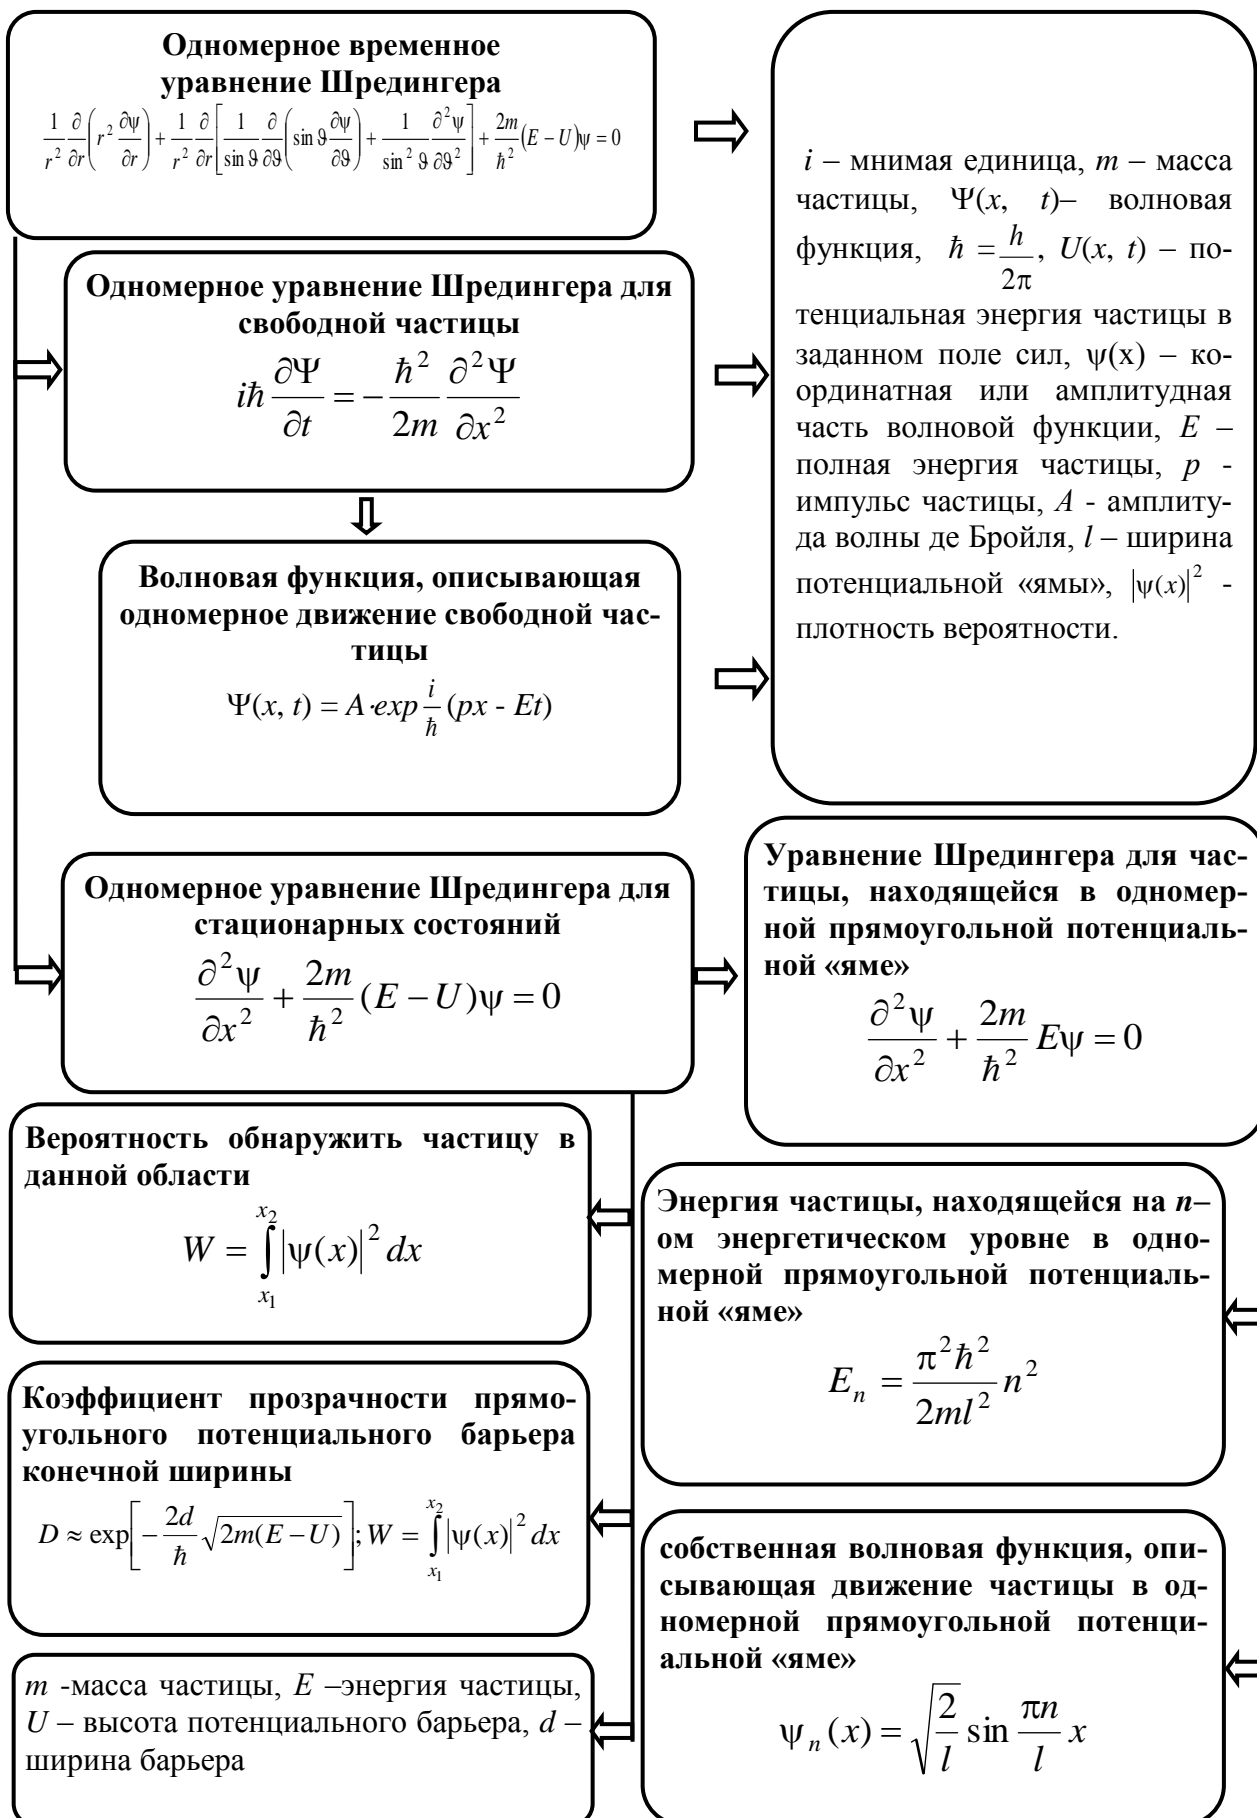 Одномерное временное
уравнение Шредингера
\frac{1}{r^2}\frac{\partial}{\partial r}\left(r^2\frac{\partial\psi}{\partial r}\right)+\frac{1}{r^2}\frac{\partial}{\partial r}\left[\frac{1}{\sin\vartheta}\frac{\partial}{\partial\vartheta}\left(\sin\vartheta\frac{\partial\psi}{\partial\vartheta}\right)+\frac{1}{\sin^2\vartheta}\frac{\partial^2\psi}{\partial\vartheta^2}\right]+\frac{2m}{\hbar^2}(E-U)\psi=0
i – мнимая единица, m – масса
частицы, Ψ(x, t)– волновая
функция, \hbar=\frac{h}{2\pi}, U(x, t) – по-
тенциальная энергия частицы в
заданном поле сил, ψ(x) – ко-
ординатная или амплитудная
часть волновой функции, E –
полная энергия частицы, p -
импульс частицы, A - амплиту-
да волны де Бройля, l – ширина
потенциальной «ямы», |ψ(x)|² -
плотность вероятности.
Одномерное уравнение Шредингера для
свободной частицы
i\hbar\frac{\partial\Psi}{\partial t}=-\frac{\hbar^2}{2m}\frac{\partial^2\Psi}{\partial x^2}
Волновая функция, описывающая
одномерное движение свободной час-
тицы
Ψ(x, t) = A·exp\frac{i}{\hbar}(px - Et)
Одномерное уравнение Шредингера для
стационарных состояний
\frac{\partial^2\psi}{\partial x^2}+\frac{2m}{\hbar^2}(E-U)\psi=0
Уравнение Шредингера для час-
тицы, находящейся в одномер-
ной прямоугольной потенциаль-
ной «яме»
\frac{\partial^2\psi}{\partial x^2}+\frac{2m}{\hbar^2}E\psi=0
Вероятность обнаружить частицу в
данной области
W=\int_{x_1}^{x_2}|\psi(x)|^2dx
Энергия частицы, находящейся на n–
ом энергетическом уровне в одно-
мерной прямоугольной потенциаль-
ной «яме»
E_n=\frac{\pi^2\hbar^2}{2ml^2}n^2
Коэффициент прозрачности прямо-
угольного потенциального барьера
конечной ширины
D\approx\exp\left[-\frac{2d}{\hbar}\sqrt{2m(E-U)}\right]; W=\int_{x_1}^{x_2}|\psi(x)|^2dx
собственная волновая функция, опи-
сывающая движение частицы в од-
номерной прямоугольной потенци-
альной «яме»
\psi_n(x)=\sqrt{\frac{2}{l}}\sin\frac{\pi n}{l}x
m -масса частицы, E –энергия частицы,
U – высота потенциального барьера, d –
ширина барьера